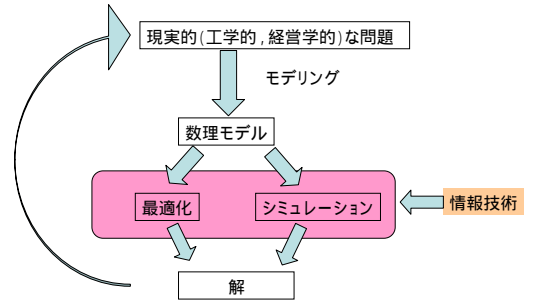 現実的(工学的,経営学的)な問題
モデリング
数理モデル
最適化
シミュレーション
情報技術
解